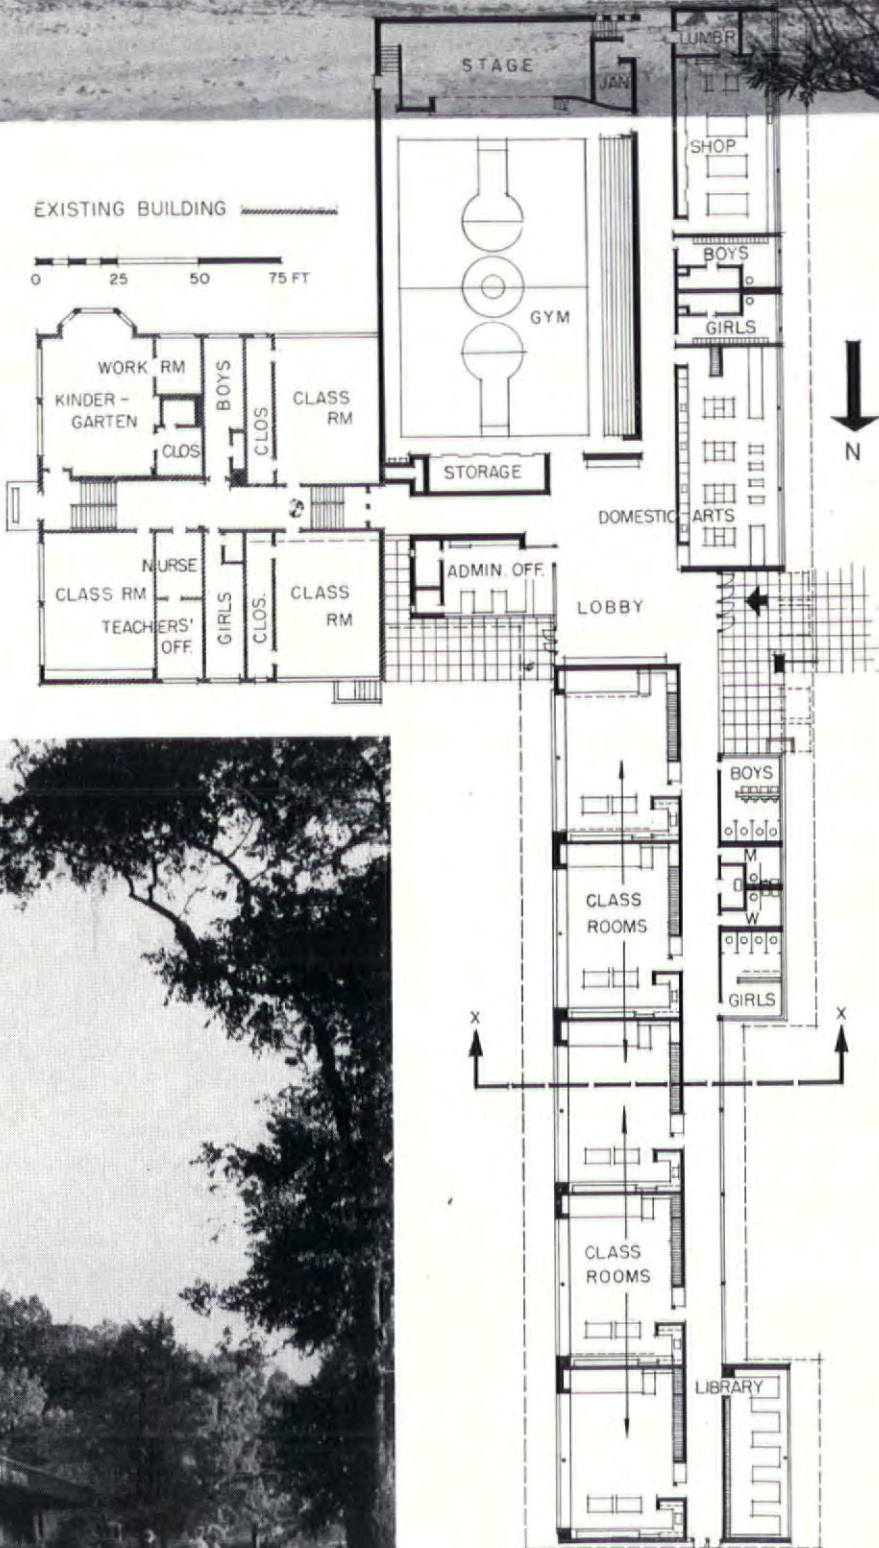 STAGE
LUMBR
JAN
SHOP
EXISTING BUILDING
0 25 50 75 FT
BOYS
GYM
GIRLS
WORK RM
KINDER-
GARTEN
BOYS
CLOS
CLASS
RM
CLOS
N
STORAGE
DOMESTIC ARTS
NURSE
ADMIN. OFF.
CLASS RM
GIRLS
CLOS.
CLASS
RM
LOBBY
TEACHERS'
OFF.
BOYS
M
CLASS
ROOMS
W
GIRLS
X X
CLASS
ROOMS
LIBRARY